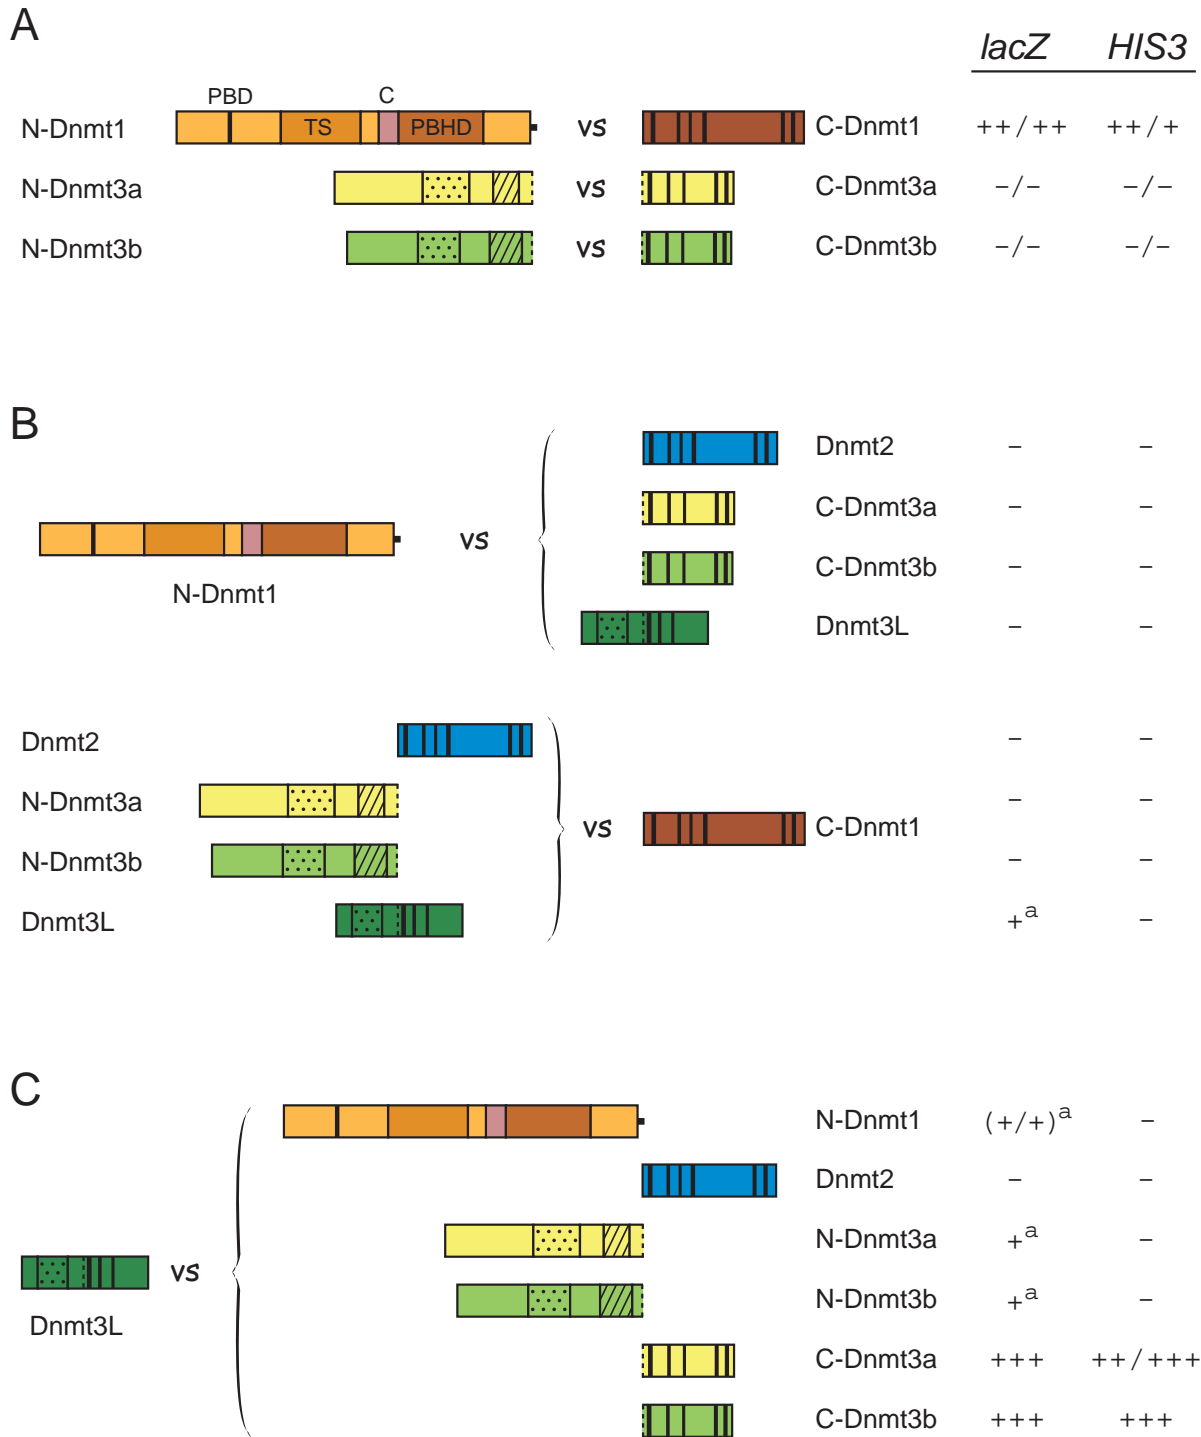 A
lacZ HIS3
PBD C
N-Dnmt1 TS PBHD vs C-Dnmt1 ++/++ ++/+
N-Dnmt3a vs C-Dnmt3a −/− −/−
N-Dnmt3b vs C-Dnmt3b −/− −/−
B
Dnmt2 − −
C-Dnmt3a − −
N-Dnmt1 vs
C-Dnmt3b − −
Dnmt3L − −
Dnmt2 − −
N-Dnmt3a − −
vs C-Dnmt1
N-Dnmt3b − −
Dnmt3L +a −
C
N-Dnmt1 (+/+)a −
Dnmt2 − −
N-Dnmt3a +a −
Dnmt3L vs
N-Dnmt3b +a −
C-Dnmt3a +++ ++/+++
C-Dnmt3b +++ +++